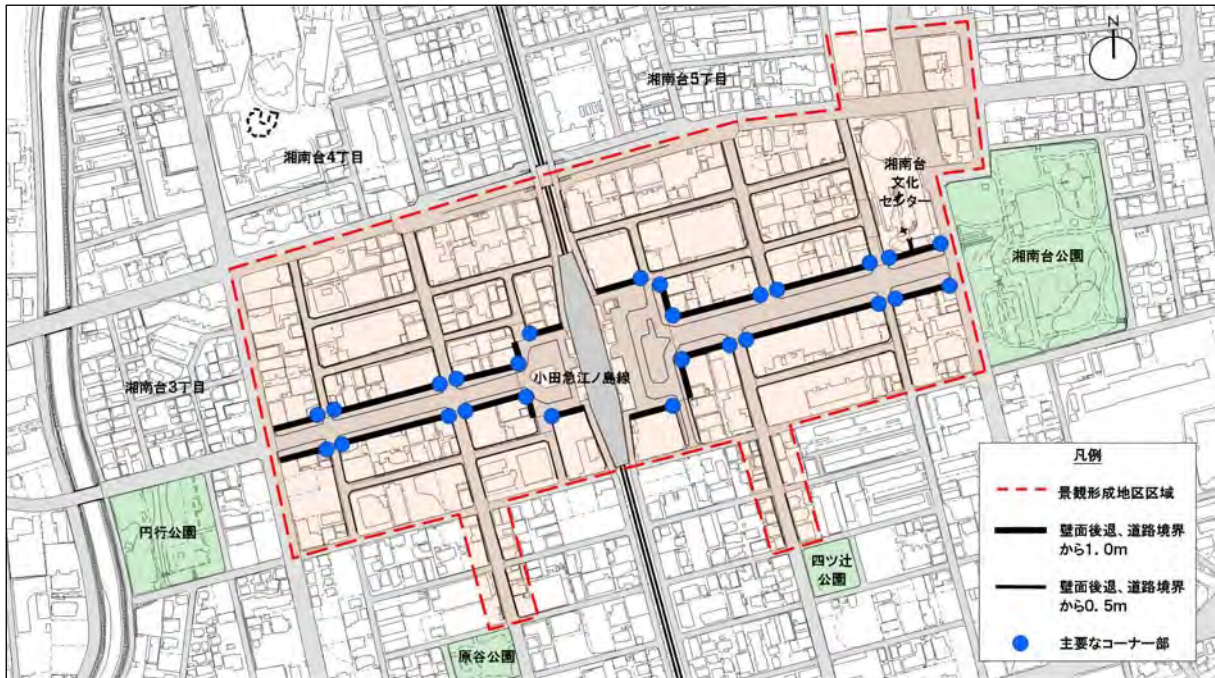 N
湘南台5丁目
湘南台4丁目
湘南台
文化
センター
湘南台公園
小田急江ノ島線
湘南台3丁目
円行公園
四ツ辻
公園
原谷公園
凡例
景観形成地区区域
壁面後退、道路境界
から1.0m
壁面後退、道路境界
から0.5m
主要なコーナー部